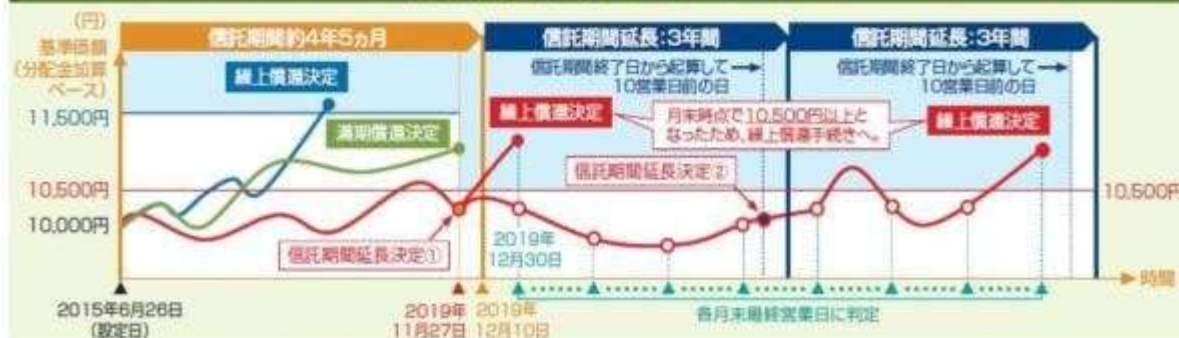 (円)
基準価額
(分配金加算
ベース)
信託期間約4年5ヵ月
信託期間延長:3年間
信託期間延長:3年間
信託期間終了日から起算して
10営業日前の日
信託期間終了日から起算して
10営業日前の日
繰上償還決定
11,500円
満期償還決定
繰上償還決定
月末時点で10,500円以上と
なったため、繰上償還手続きへ。
繰上償還決定
信託期間延長決定②
10,500円
10,500円
10,000円
信託期間延長決定①
2019年
12月30日
時間
2015年6月26日
(設定日)
2019年
11月27日
2019年
12月10日
各月末最終営業日に判定